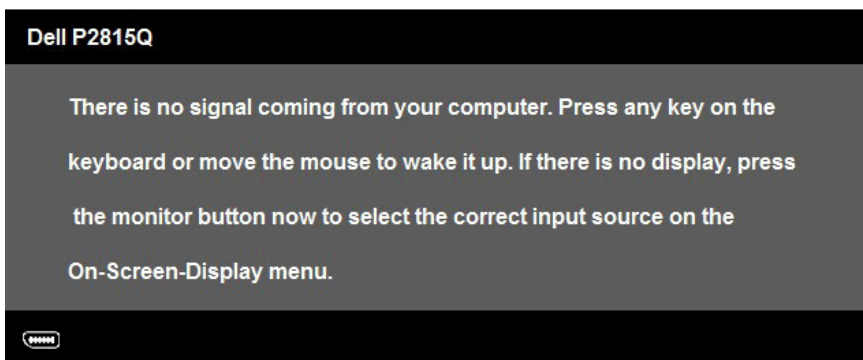 Dell P2815Q
There is no signal coming from your computer. Press any key on the
keyboard or move the mouse to wake it up. If there is no display, press
the monitor button now to select the correct input source on the
On-Screen-Display menu.